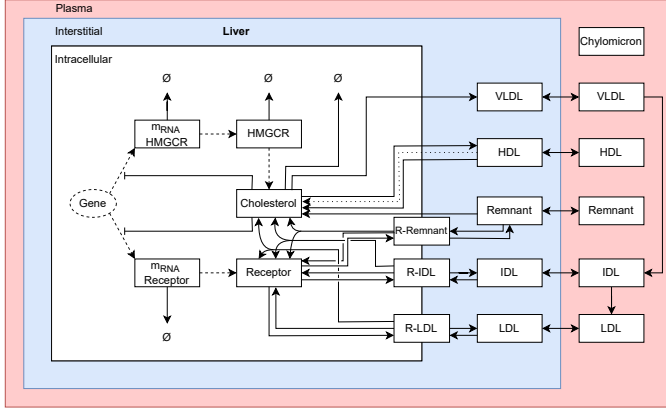 Plasma
Interstitial
Liver
Chylomicron
Intracellular
Ø
Ø
Ø
VLDL
VLDL
mRNA
HMGCR
HMGCR
HDL
HDL
Gene
Cholesterol
Remnant
Remnant
R-Remnant
mRNA
Receptor
Receptor
R-IDL
IDL
IDL
R-LDL
LDL
LDL
Ø